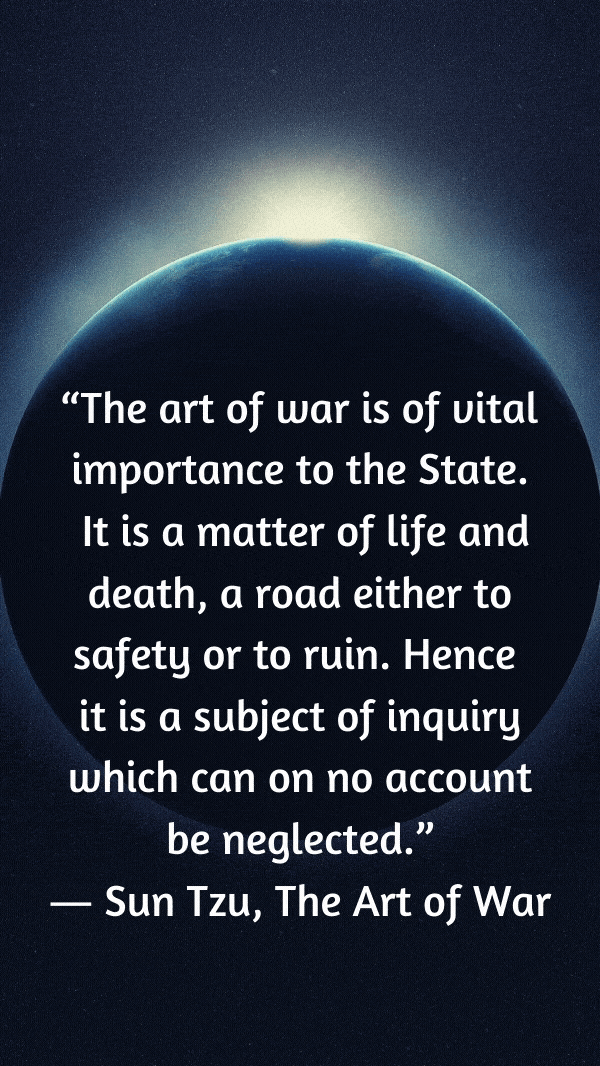 “The art of war is of vital
importance to the State.
It is a matter of life and
death, a road either to
safety or to ruin. Hence
it is a subject of inquiry
which can on no account
be neglected.”
— Sun Tzu, The Art of War